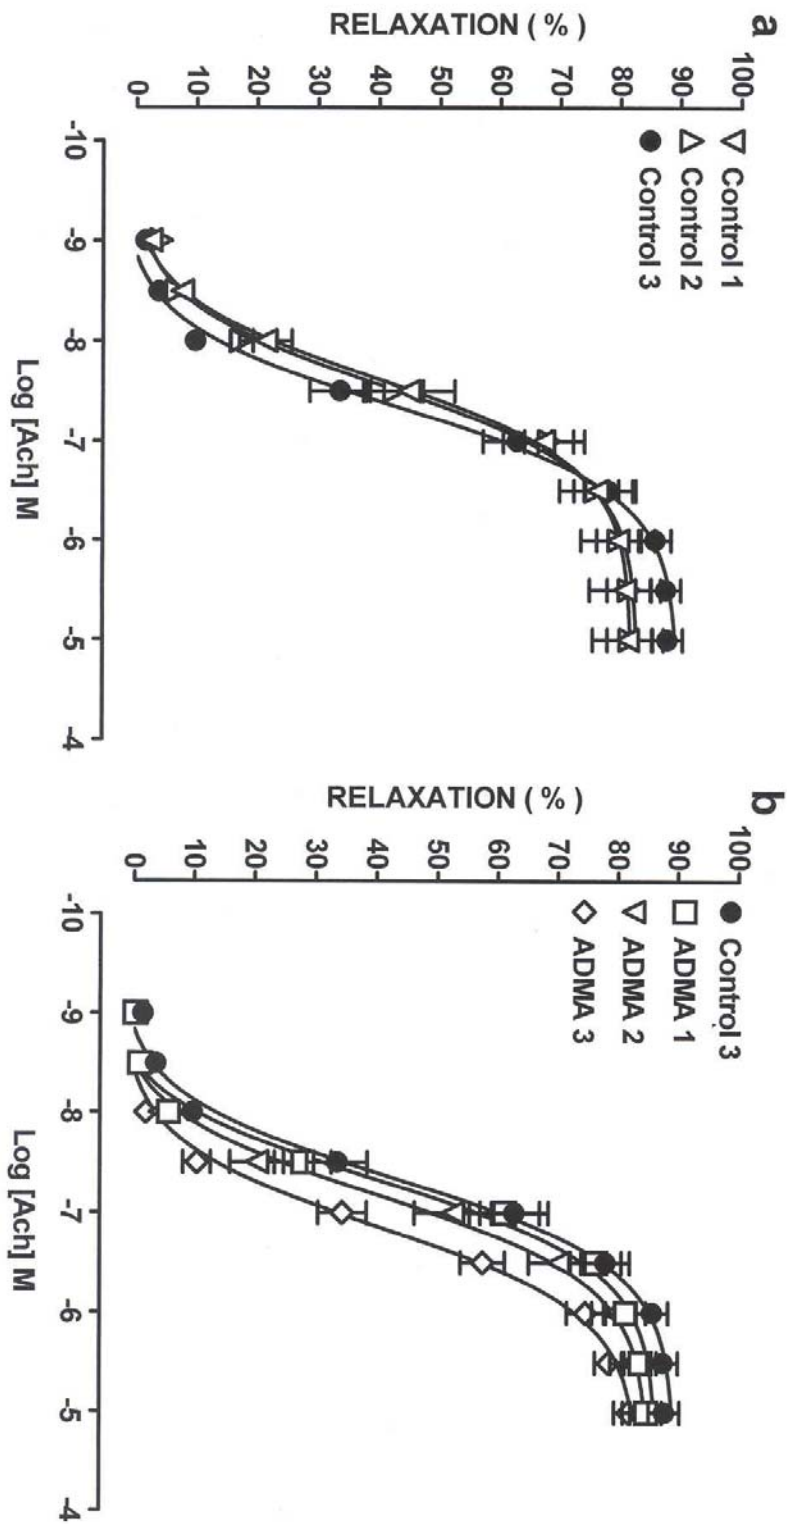 a
RELAXATION ( % )
100
90
80
70
60
50
40
30
20
10
0
Control 1
Control 2
Control 3
-10
-9
-8
-7
-6
-5
-4
Log [Ach] M
b
RELAXATION ( % )
100
90
80
70
60
50
40
30
20
10
0
Control 3
ADMA 1
ADMA 2
ADMA 3
-10
-9
-8
-7
-6
-5
-4
Log [Ach] M